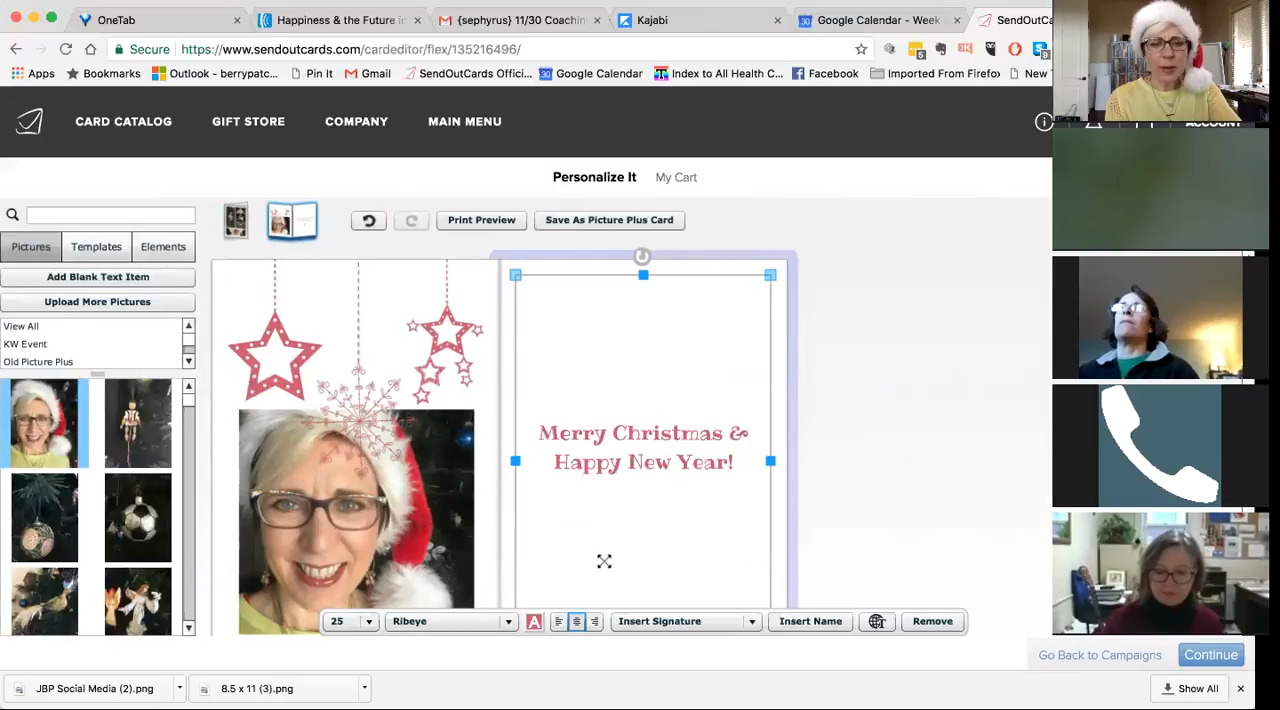 OneTab
Happiness & the Future i
{sephyrus} 11/30 Coachin
Kajabi
Google Calendar - Week
SendOutCa
Secure
https://www.sendoutcards.com/cardeditor/flex/135216496/
5
9
Apps
Bookmarks
Outlook - berrypatc...
Pin It
Gmail
SendOutCards Offici...
30
Google Calendar
Index to All Health C...
Facebook
Imported From Firefox
New
CARD CATALOG
GIFT STORE
COMPANY
MAIN MENU
ACCOUNT
Personalize It
My Cart
Print Preview
Save As Picture Plus Card
Pictures
Templates
Elements
Add Blank Text Item
Upload More Pictures
View All
KW Event
Old Picture Plus
Merry Christmas &
Happy New Year!
25
Ribeye
A
Insert Signature
Insert Name
Remove
Go Back to Campaigns
Continue
JBP Social Media (2).png
8.5 x 11 (3).png
Show All